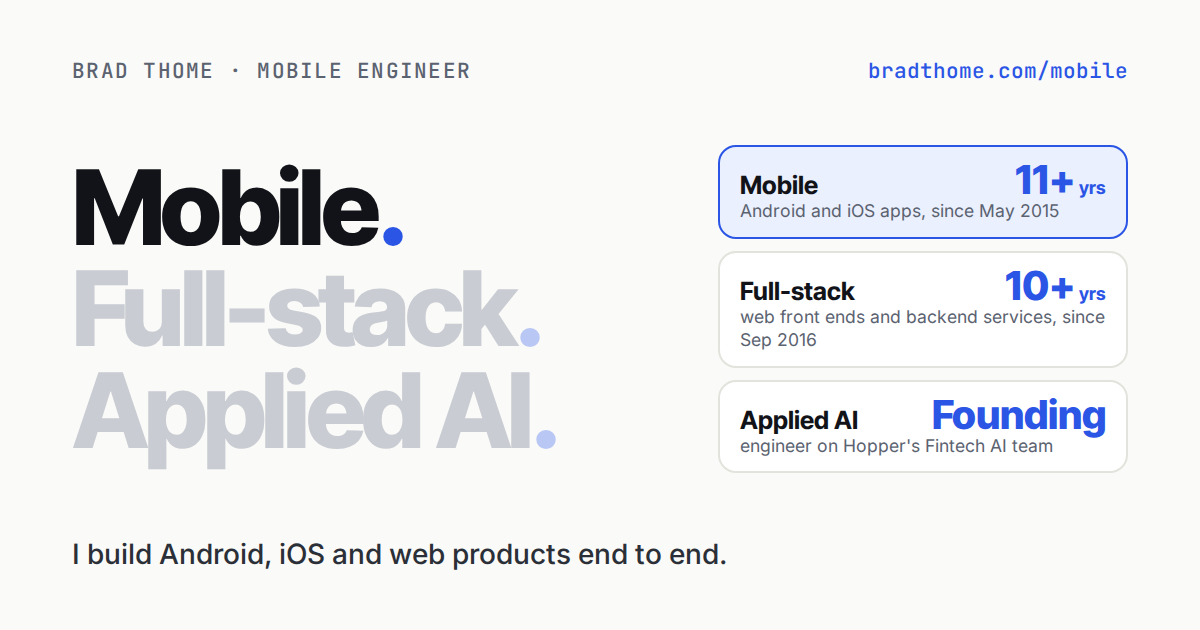 BRAD THOME · MOBILE ENGINEER
bradthome.com/mobile
Mobile.
Full-stack.
Applied AI.
Mobile 11+ yrs
Android and iOS apps, since May 2015
Full-stack 10+ yrs
web front ends and backend services, since
Sep 2016
Applied AI Founding
engineer on Hopper's Fintech AI team
I build Android, iOS and web products end to end.